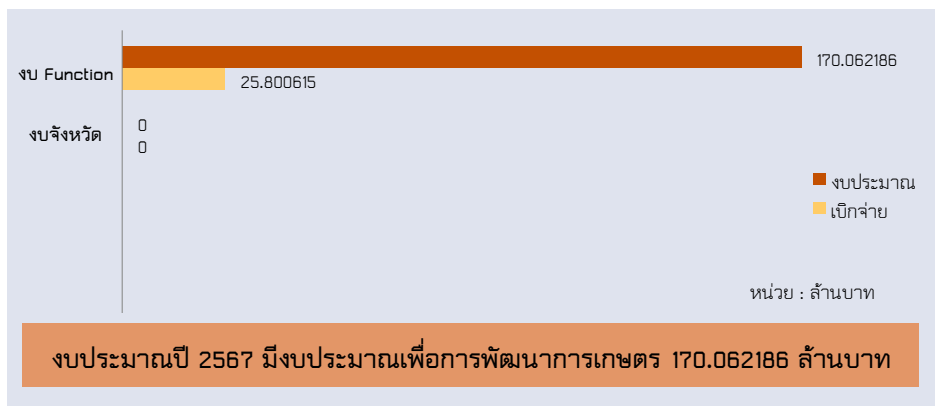 งบ Function
170.062186
25.800615
งบจังหวัด
0
0
งบประมาณ
เบิกจ่าย
หน่วย : ล้านบาท
งบประมาณปี 2567 มีงบประมาณเพื่อการพัฒนาการเกษตร 170.062186 ล้านบาท